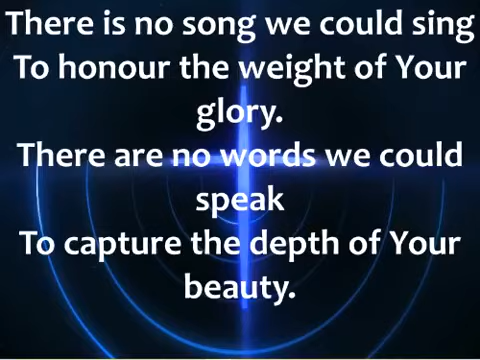 There is no song we could sing
To honour the weight of Your
glory.
There are no words we could
speak
To capture the depth of Your
beauty.